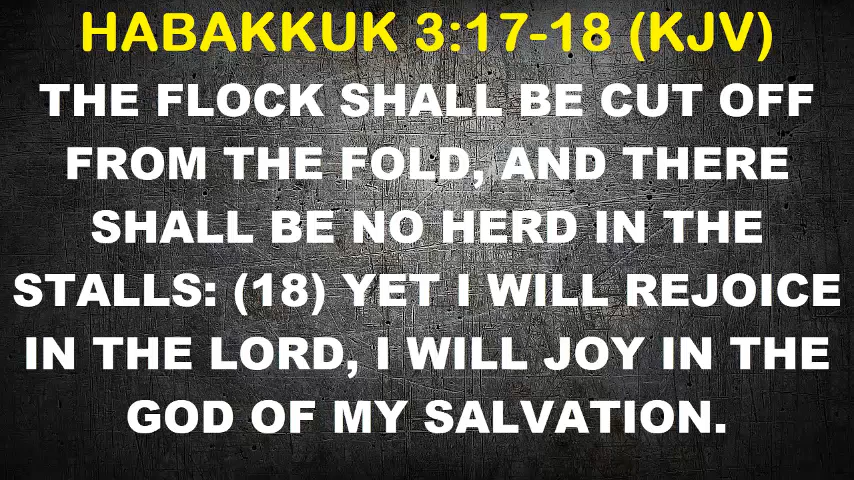 HABAKKUK 3:17-18 (KJV)
THE FLOCK SHALL BE CUT OFF
FROM THE FOLD, AND THERE
SHALL BE NO HERD IN THE
STALLS: (18) YET I WILL REJOICE
IN THE LORD, I WILL JOY IN THE
GOD OF MY SALVATION.